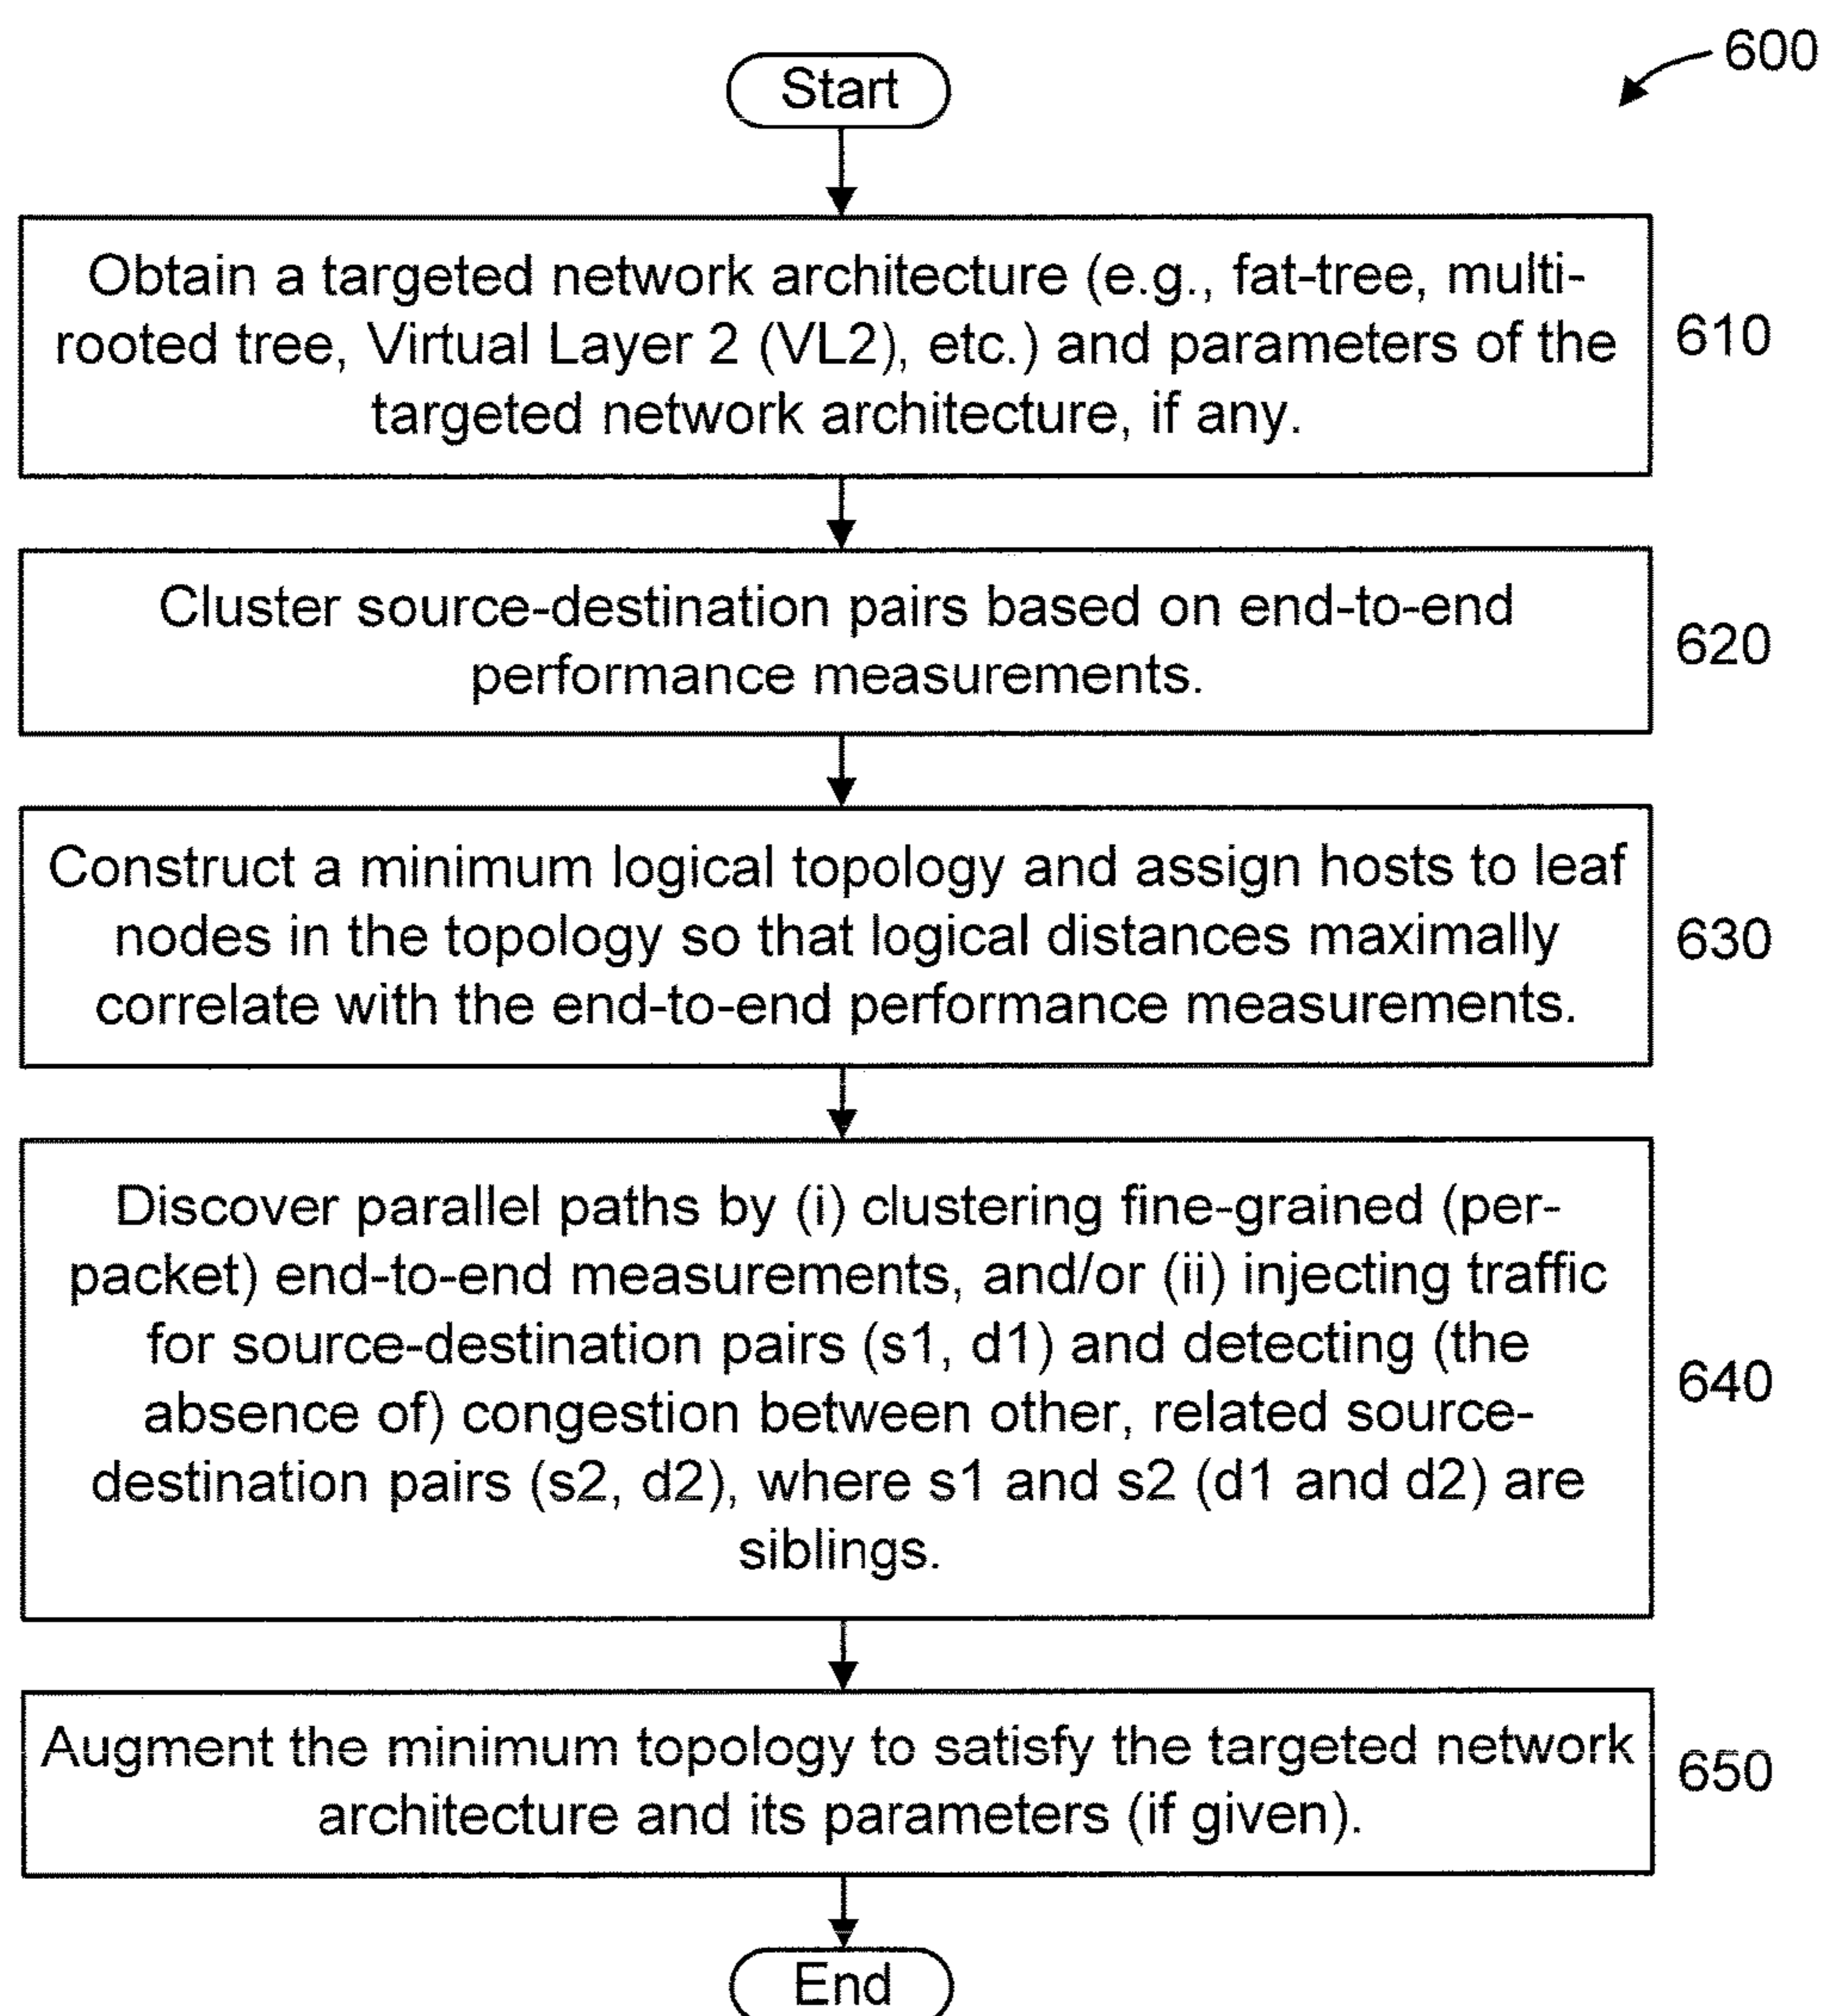 600
Start
Obtain a targeted network architecture (e.g., fat-tree, multi-
rooted tree, Virtual Layer 2 (VL2), etc.) and parameters of the
targeted network architecture, if any.
610
Cluster source-destination pairs based on end-to-end
performance measurements.
620
Construct a minimum logical topology and assign hosts to leaf
nodes in the topology so that logical distances maximally
correlate with the end-to-end performance measurements.
630
Discover parallel paths by (i) clustering fine-grained (per-
packet) end-to-end measurements, and/or (ii) injecting traffic
for source-destination pairs (s1, d1) and detecting (the
absence of) congestion between other, related source-
destination pairs (s2, d2), where s1 and s2 (d1 and d2) are
siblings.
640
Augment the minimum topology to satisfy the targeted network
architecture and its parameters (if given).
650
End